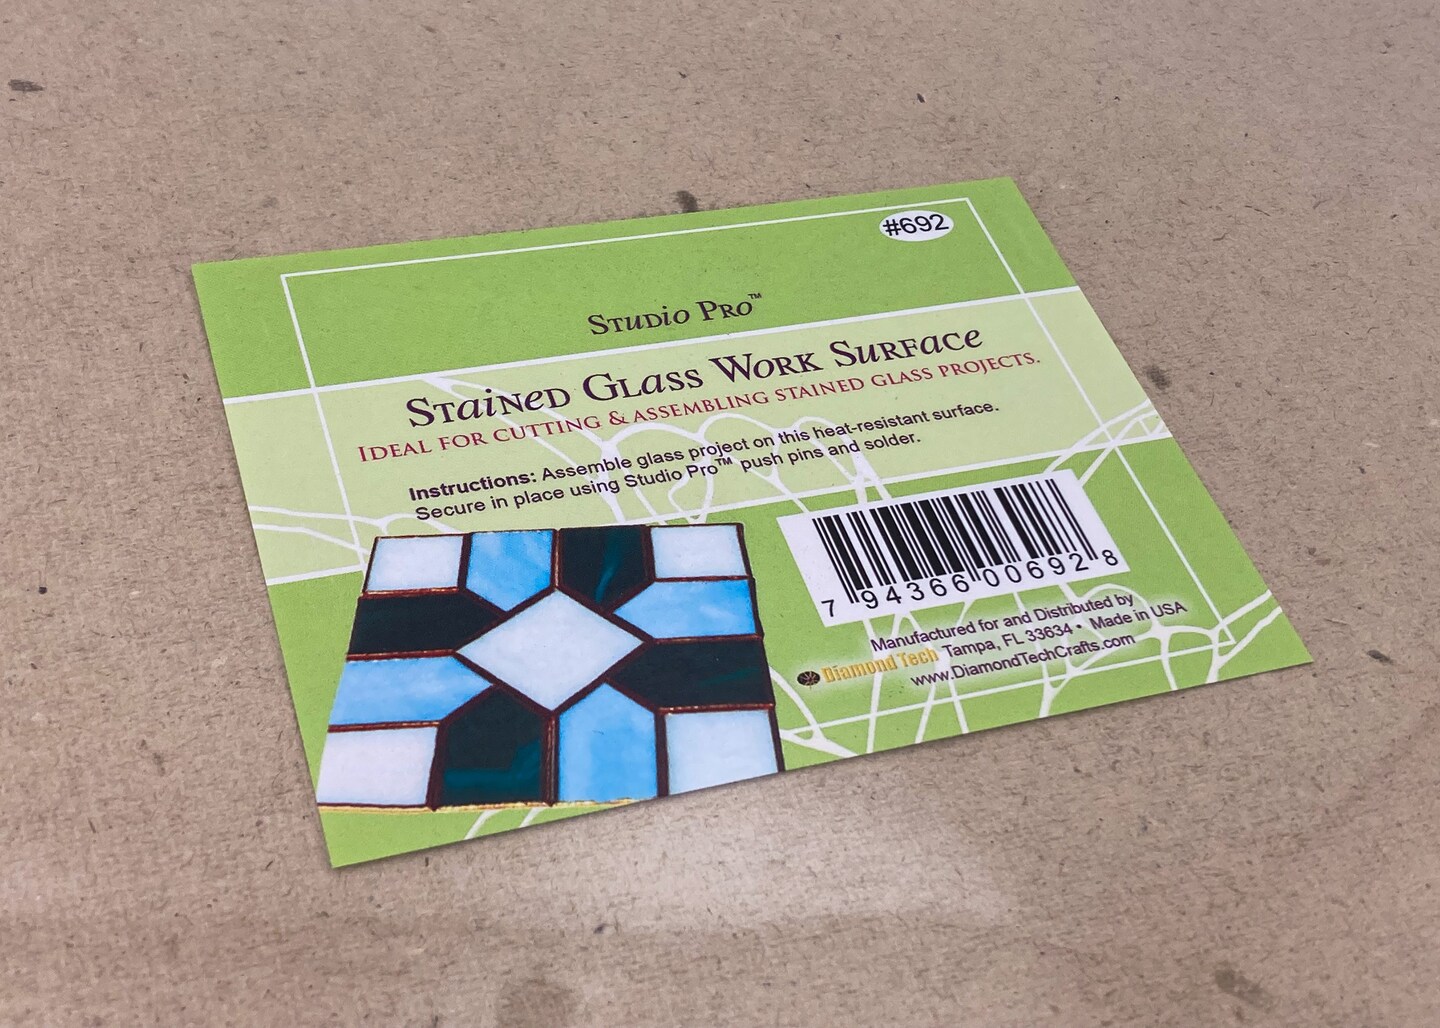 #692
Studio Pro™
Stained Glass Work Surface
Ideal for cutting & assembling stained glass projects.
Instructions: Assemble glass project on this heat-resistant surface.
Secure in place using Studio Pro™ push pins and solder.
7 94366 00692 8
Manufactured for and Distributed by
Diamond Tech Tampa, FL 33634 • Made in USA
www.DiamondTechCrafts.com